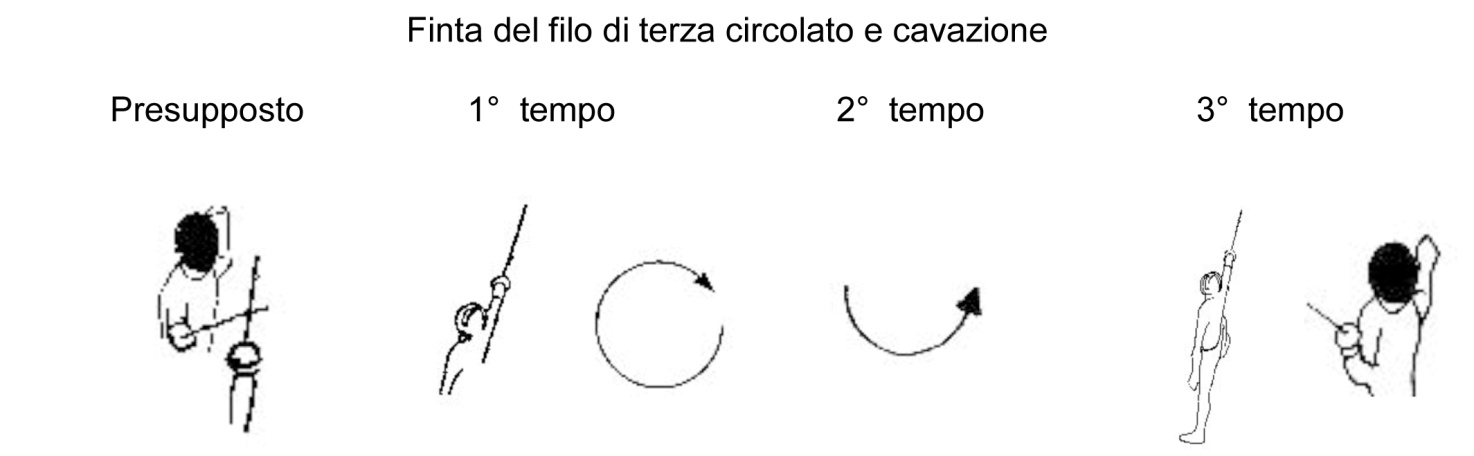 Finta del filo di terza circolato e cavazione
Presupposto 1° tempo 2° tempo 3° tempo